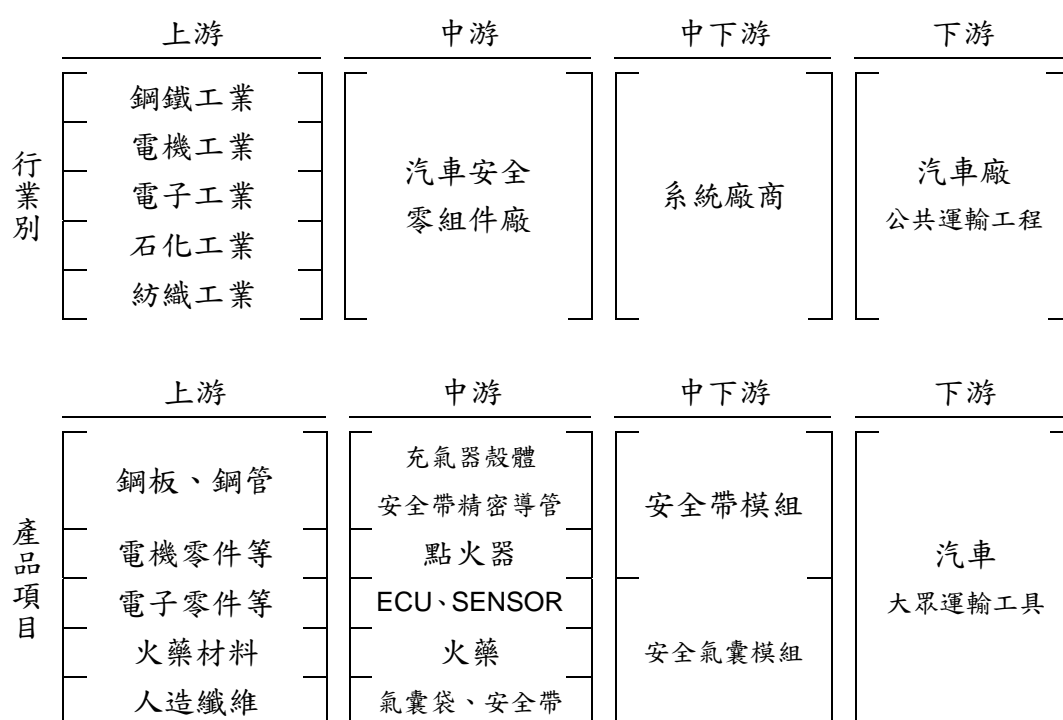 上游 中游 中下游 下游
行業別
鋼鐵工業
電機工業
電子工業
石化工業
紡織工業
汽車安全
零組件廠
系統廠商
汽車廠
公共運輸工程
上游 中游 中下游 下游
產品項目
鋼板、鋼管
電機零件等
電子零件等
火藥材料
人造纖維
充氣器殼體
安全帶精密導管
點火器
ECU、SENSOR
火藥
氣囊袋、安全帶
安全帶模組
安全氣囊模組
汽車
大眾運輸工具